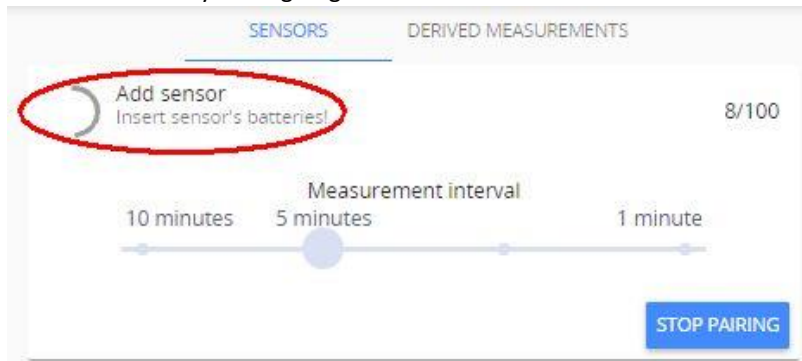 SENSORS DERIVED MEASUREMENTS
Add sensor
Insert sensor's batteries!
8/100
Measurement interval
10 minutes 5 minutes 1 minute
STOP PAIRING